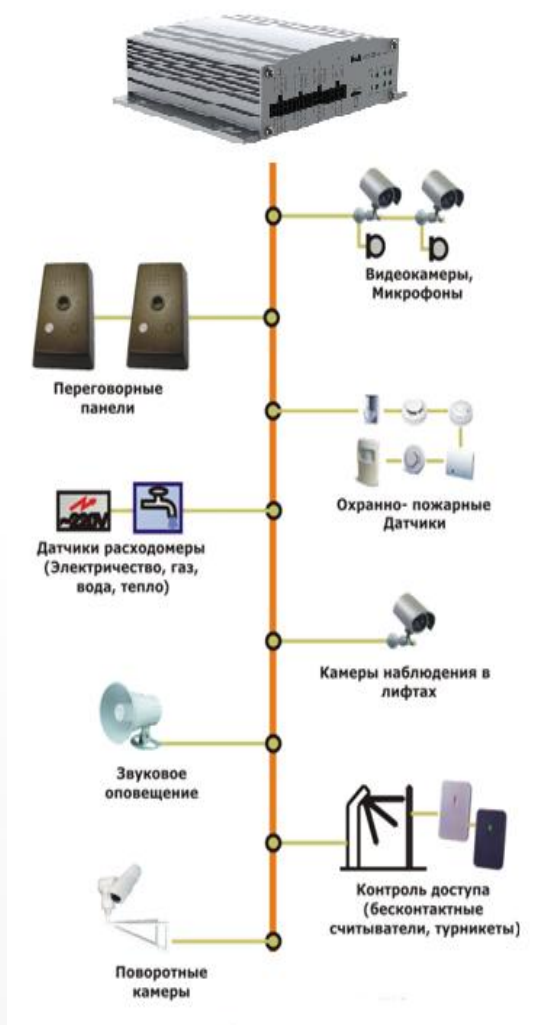 Видеокамеры,
Микрофоны
Переговорные
панели
Охранно- пожарные
Датчики
~220V
Датчики расходомеры
(Электричество, газ,
вода, тепло)
Камеры наблюдения в
лифтах
Звуковое
оповещение
Контроль доступа
(бесконтактные
считыватели, турникеты)
Поворотные
камеры